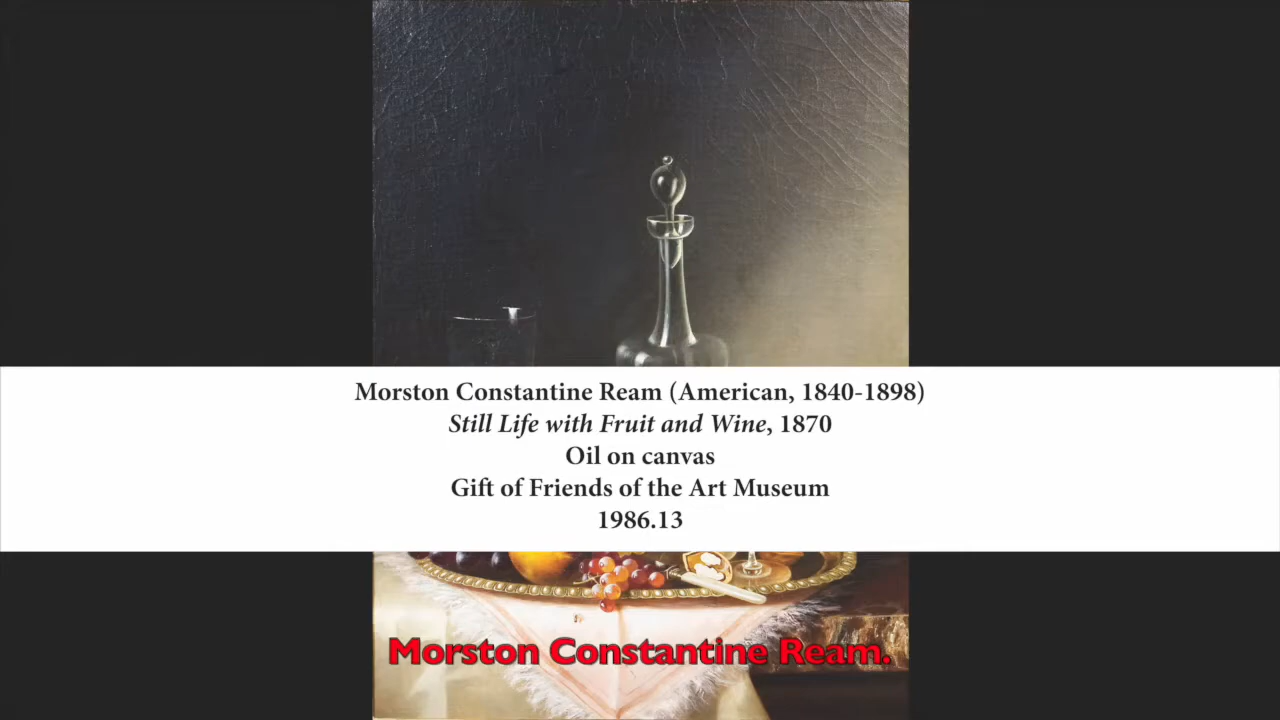 Morston Constantine Ream (American, 1840-1898)
Still Life with Fruit and Wine, 1870
Oil on canvas
Gift of Friends of the Art Museum
1986.13
Morston Constantine Ream.